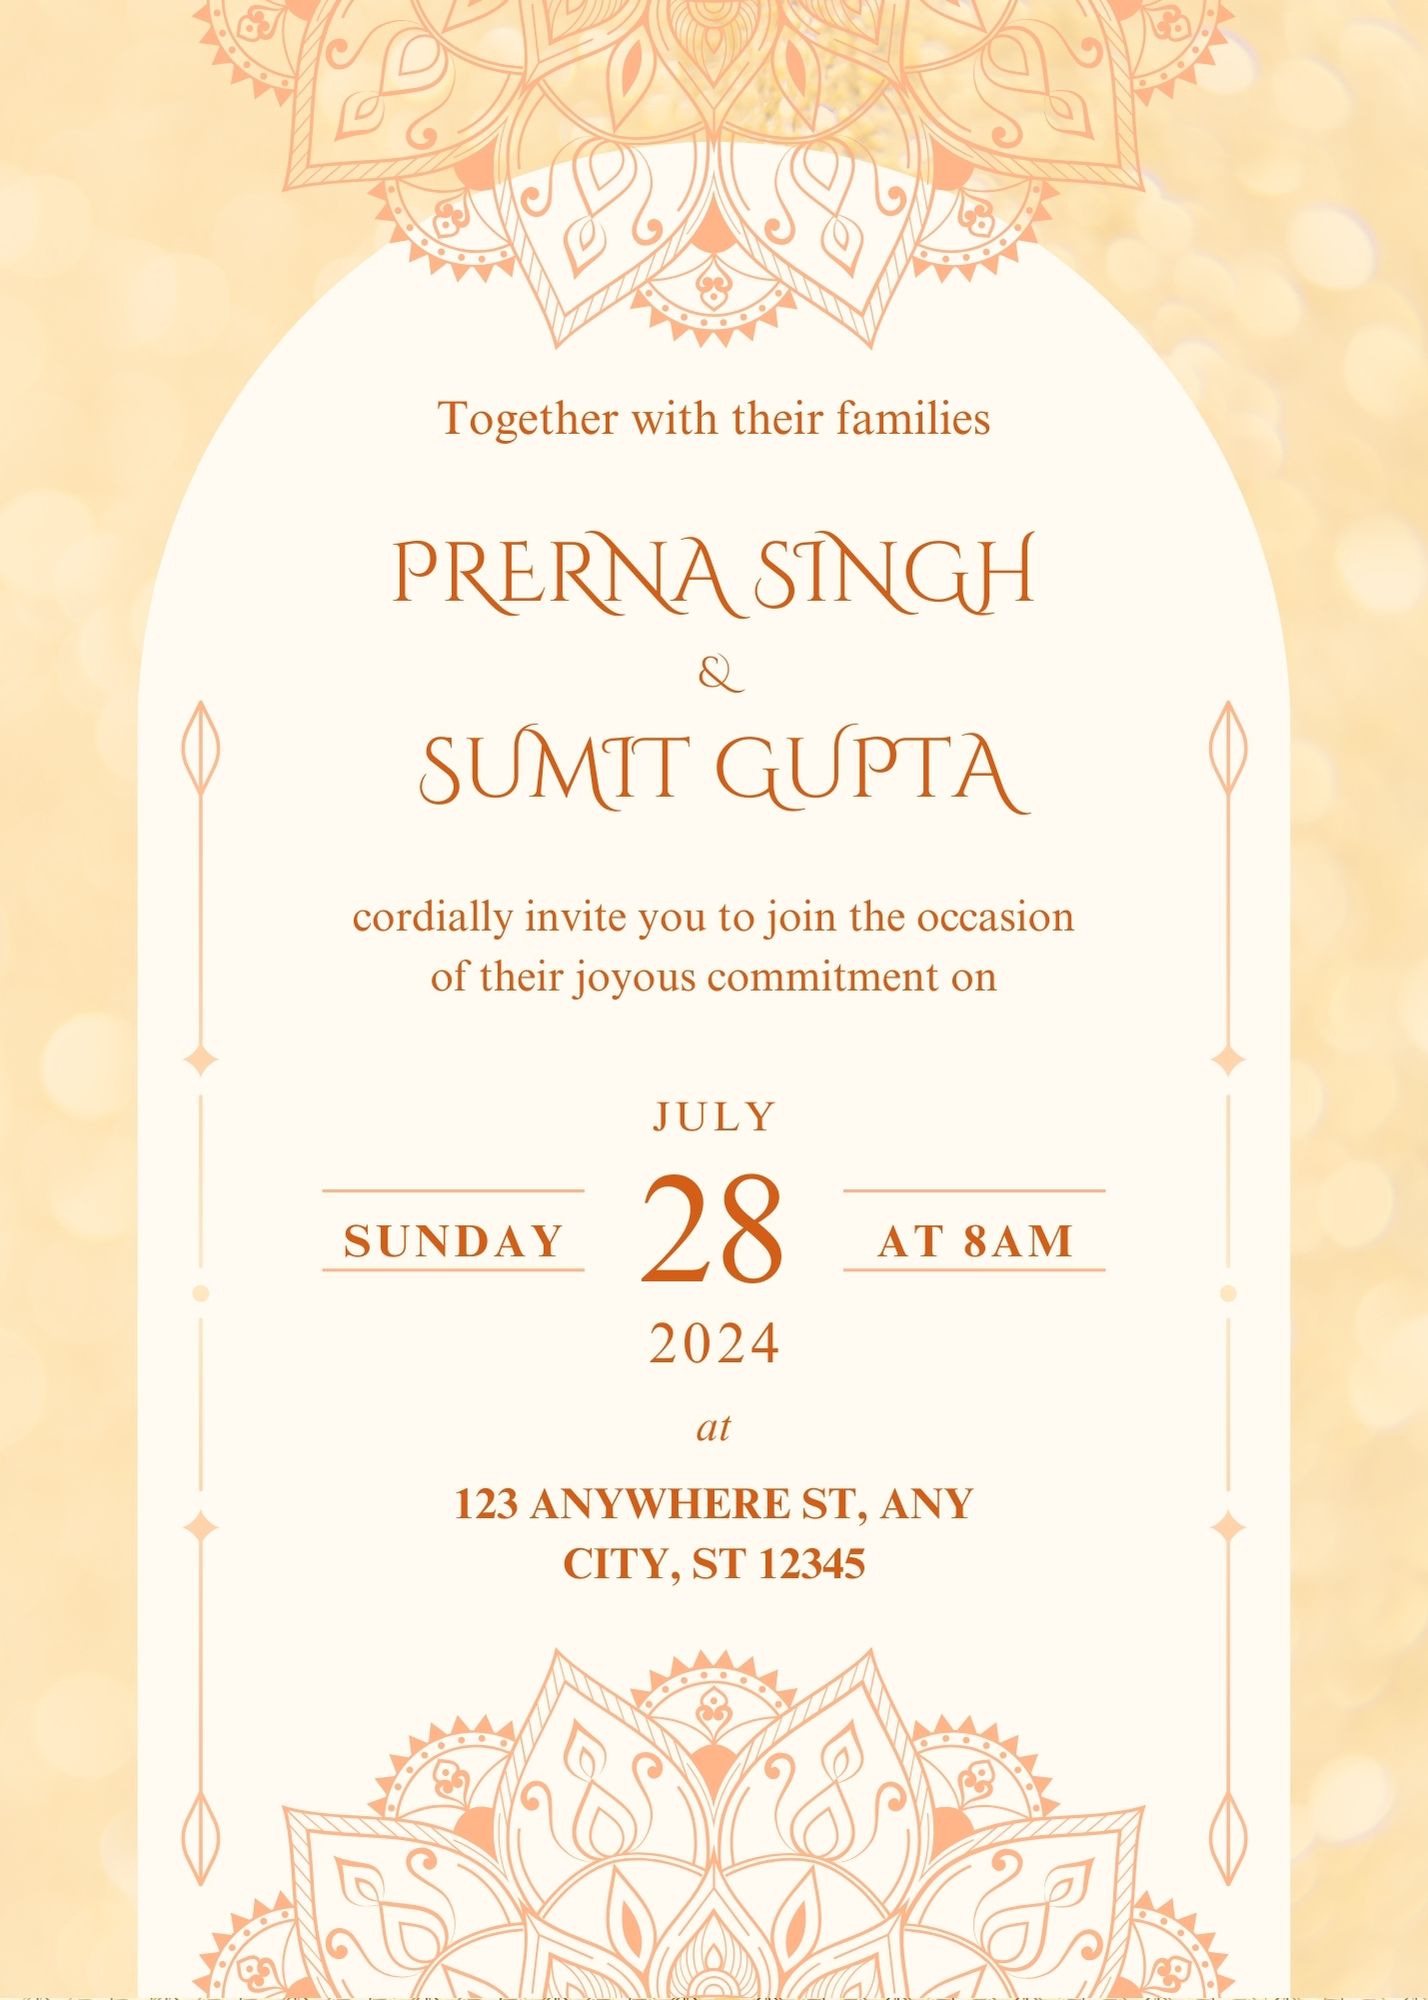 Together with their families
PRERNA SINGH
&
SUMIT GUPTA
cordially invite you to join the occasion
of their joyous commitment on
JULY
SUNDAY 28 AT 8AM
2024
at
123 ANYWHERE ST, ANY
CITY, ST 12345